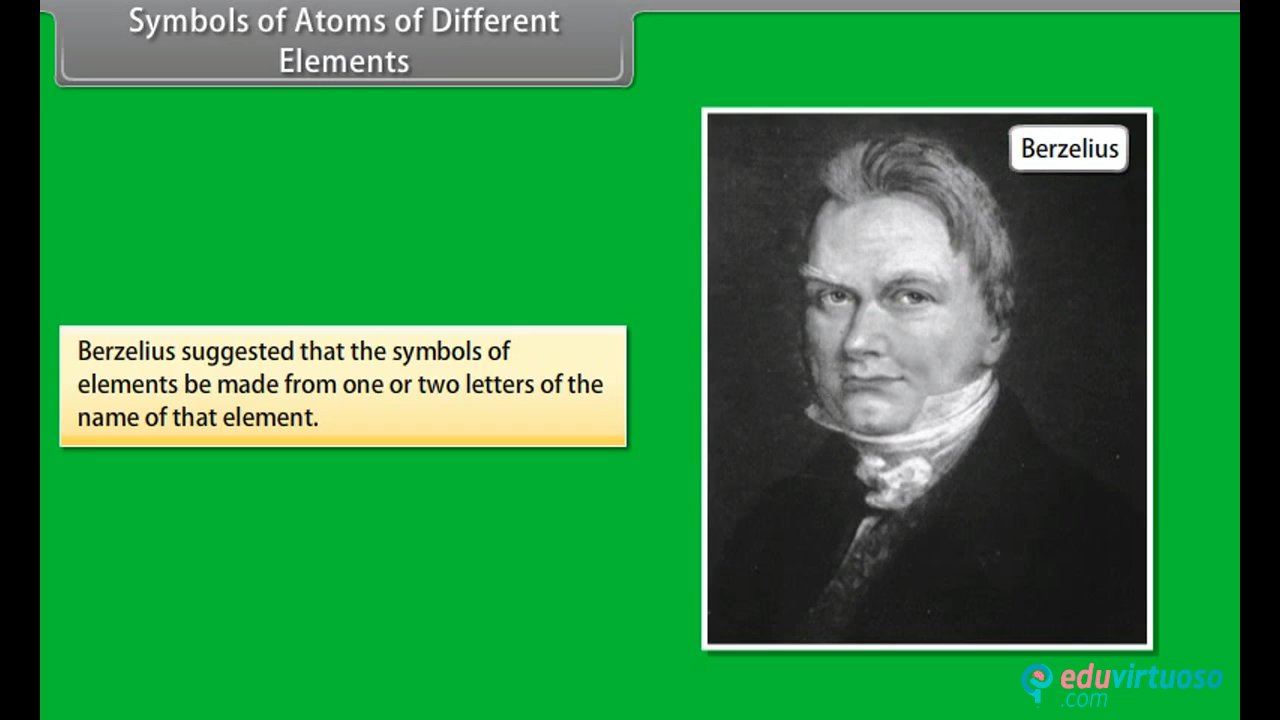 Symbols of Atoms of Different
Elements
Berzelius
Berzelius suggested that the symbols of
elements be made from one or two letters of the
name of that element.
eduvirtuoso
.com